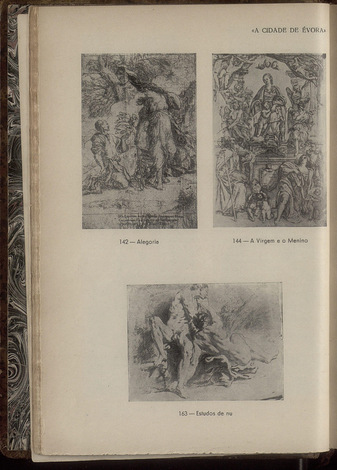 «A CIDADE DE ÉVORA»
142 — Alegoria
144 — A Virgem e o Menino
163 — Estudos de nu